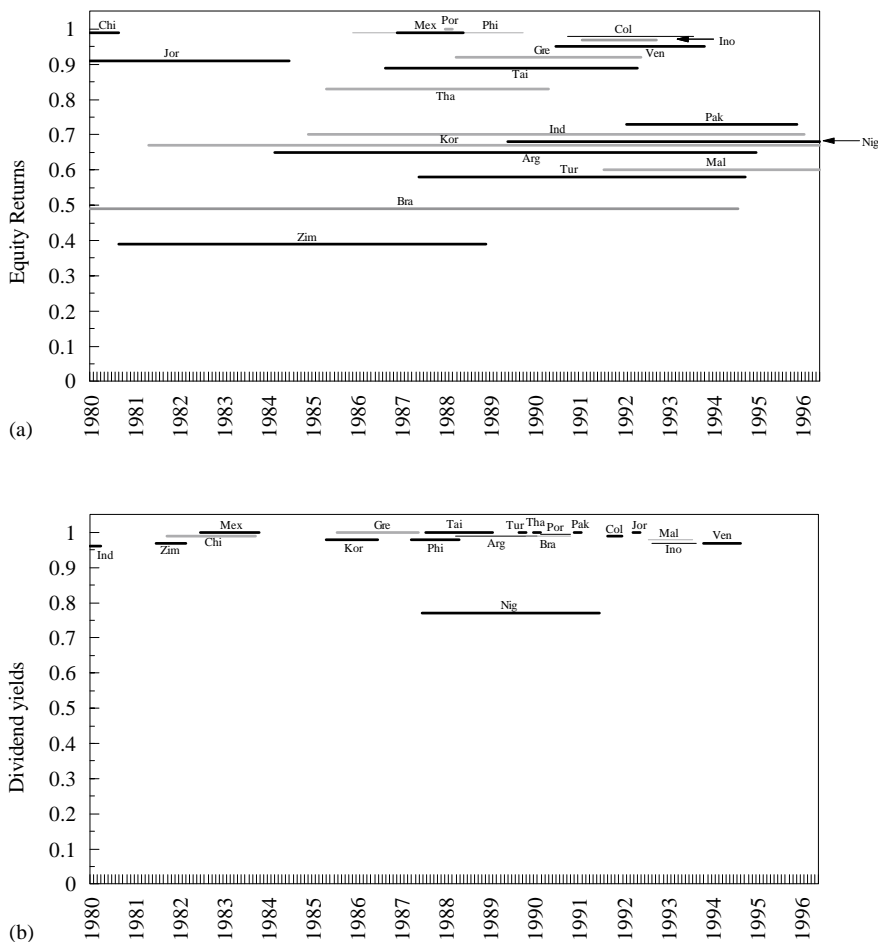 1
Chi
Mex
Por
Phi
Col
Ino
Jor
Gre
Ven
0.9
Tai
Tha
0.8
Pak
0.7
Ind
Kor
Nig
Arg
0.6
Mal
Tur
0.5
Bra
0.4
Zim
0.3
0.2
0.1
0
Equity Returns
1980
1981
1982
1983
1984
1985
1986
1987
1988
1989
1990
1991
1992
1993
1994
1995
1996
(a)
1
Mex
Gre
Tai
Tur
Tha
Por
Pak
Col
Jor
Mal
Ven
Ind
Zim
Chi
Kor
Phi
Arg
Bra
Ino
0.9
0.8
Nig
0.7
0.6
0.5
0.4
0.3
0.2
0.1
0
Dividend yields
1980
1981
1982
1983
1984
1985
1986
1987
1988
1989
1990
1991
1992
1993
1994
1995
1996
(b)